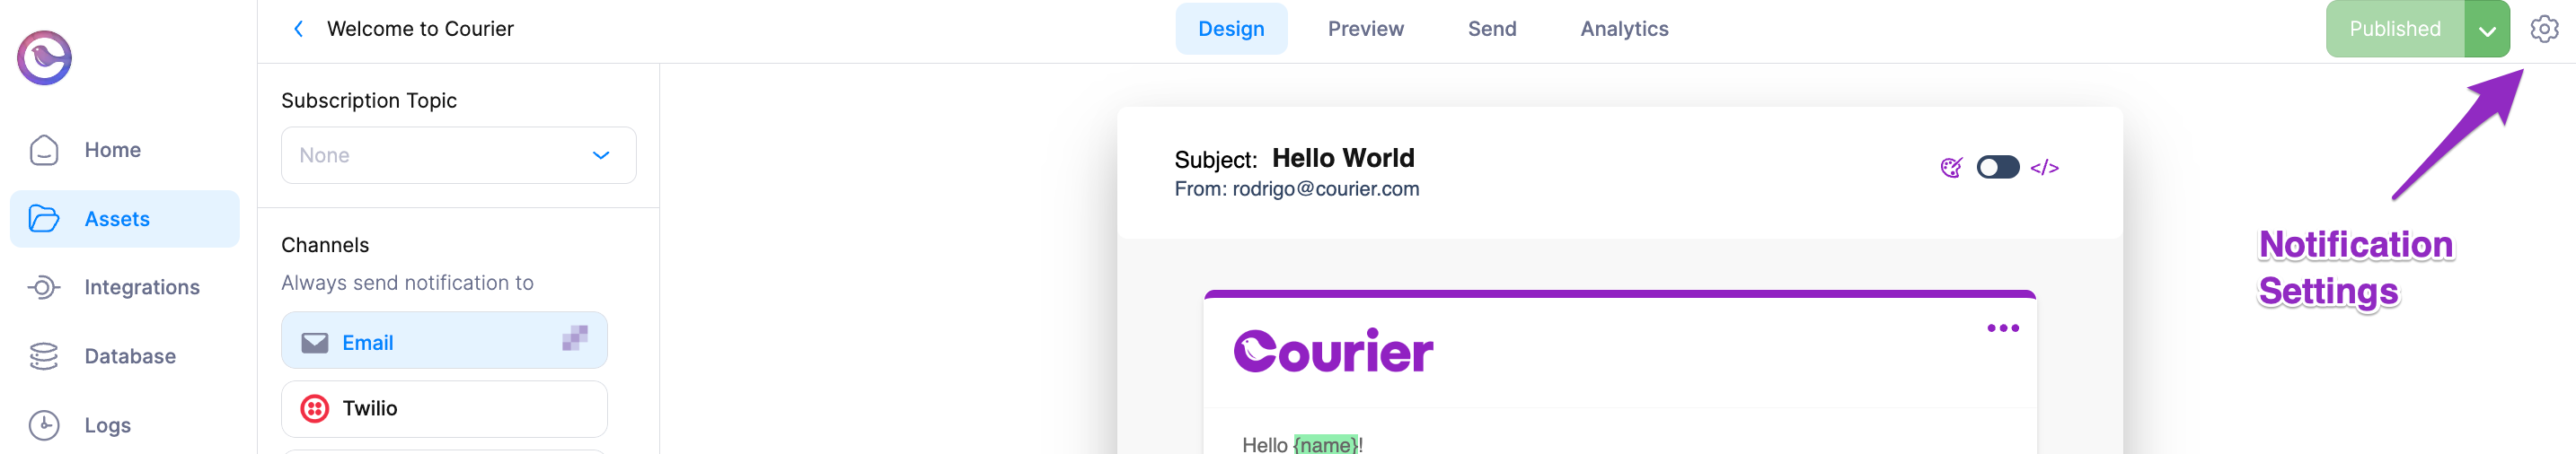 Welcome to Courier
Design
Preview
Send
Analytics
Published
Home
Assets
Integrations
Database
Logs
Subscription Topic
None
Channels
Always send notification to
Email
Twilio
Subject: Hello World
From: rodrigo@courier.com
</>
Courier
Hello {name}!
Notification
Settings